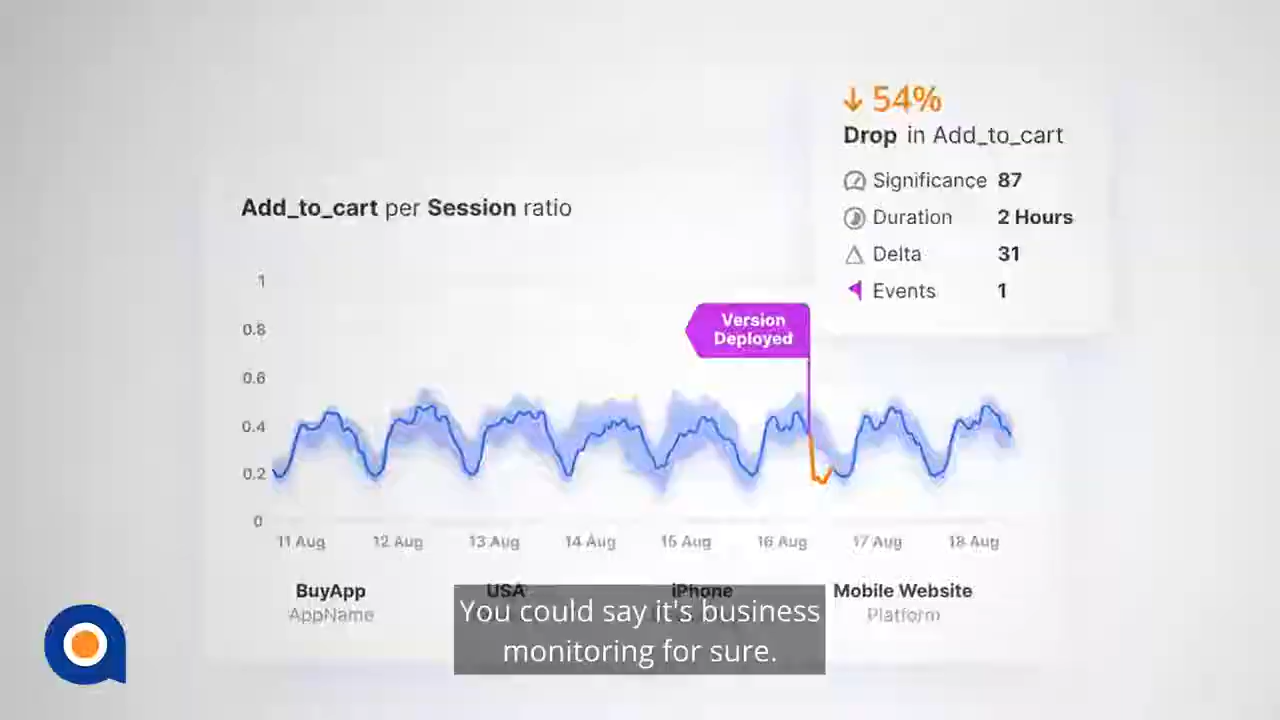 ↓ 54%
Drop in Add_to_cart
Significance 87
Duration 2 Hours
Delta 31
Events 1
Add_to_cart per Session ratio
1
0.8
0.6
0.4
0.2
0
Version
Deployed
11 Aug 12 Aug 13 Aug 14 Aug 15 Aug 16 Aug 17 Aug 18 Aug
BuyApp USA iPhone Mobile Website
AppName Platform
You could say it's business
monitoring for sure.